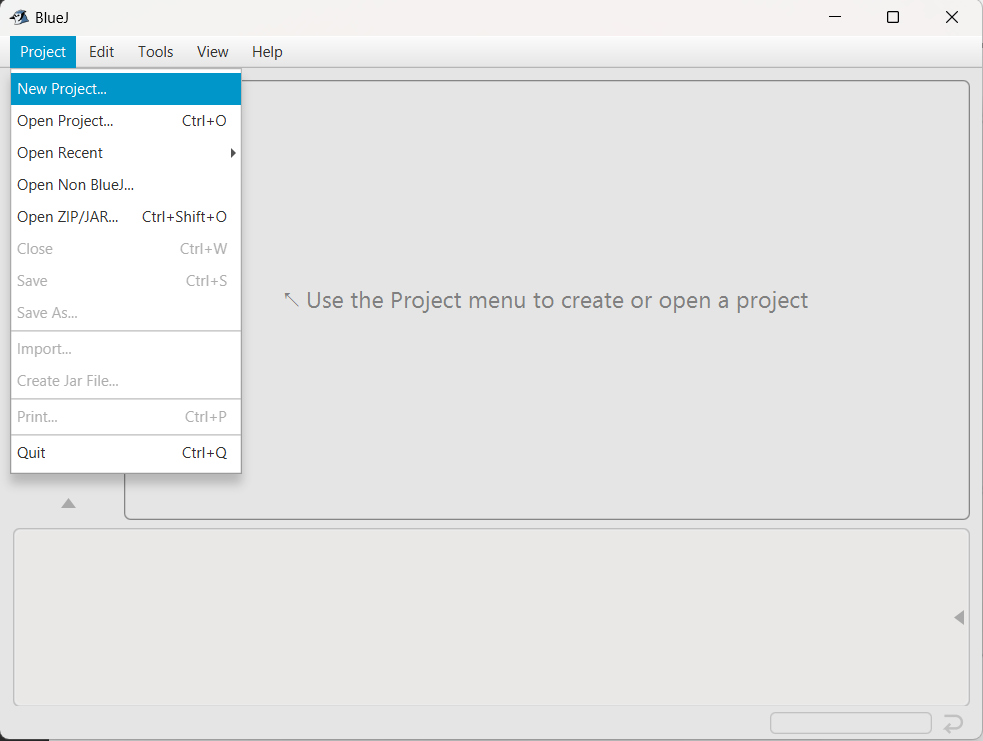 BlueJ
Project Edit Tools View Help
New Project...
Open Project... Ctrl+O
Open Recent
Open Non BlueJ...
Open ZIP/JAR... Ctrl+Shift+O
Close Ctrl+W
Save Ctrl+S
Save As...
Import...
Create Jar File...
Print... Ctrl+P
Quit Ctrl+Q
↖ Use the Project menu to create or open a project